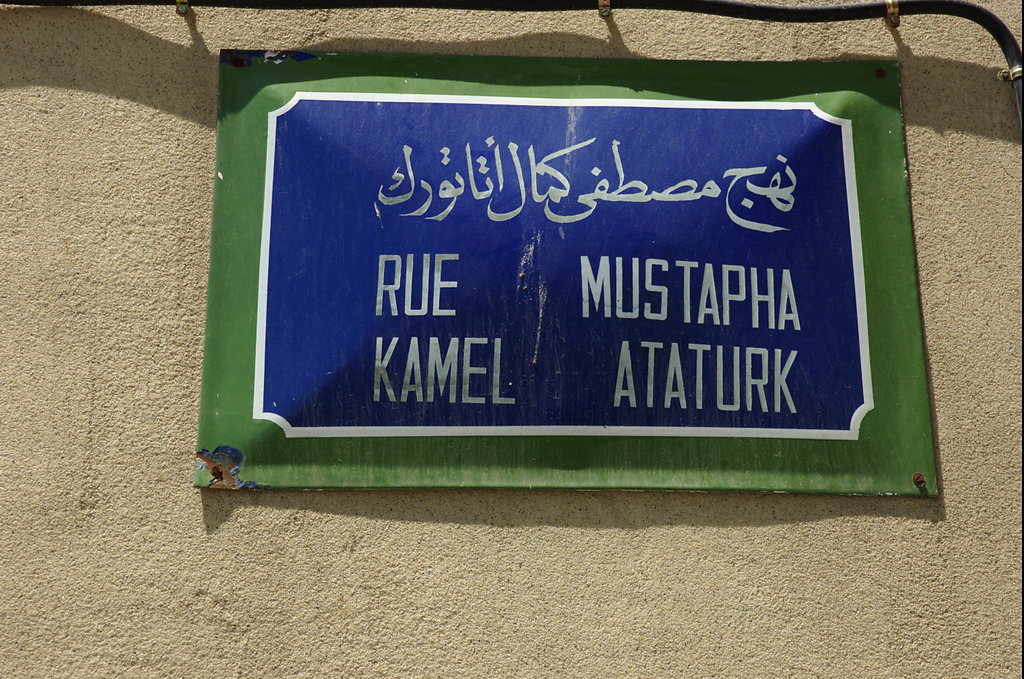 نهج مصطفى كمال أتاتورك
RUE MUSTAPHA
KAMEL ATATURK